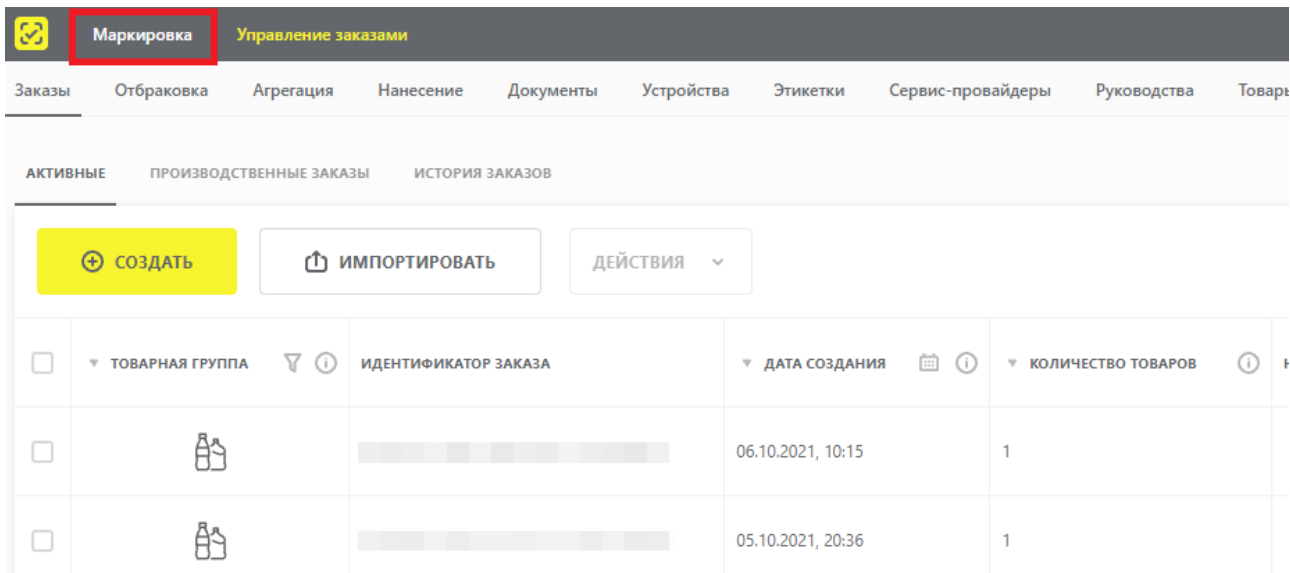 Маркировка Управление заказами
Заказы Отбраковка Агрегация Нанесение Документы Устройства Этикетки Сервис-провайдеры Руководства
АКТИВНЫЕ ПРОИЗВОДСТВЕННЫЕ ЗАКАЗЫ ИСТОРИЯ ЗАКАЗОВ
СОЗДАТЬ ИМПОРТИРОВАТЬ ДЕЙСТВИЯ
ТОВАРНАЯ ГРУППА ИДЕНТИФИКАТОР ЗАКАЗА ДАТА СОЗДАНИЯ КОЛИЧЕСТВО ТОВАРОВ
06.10.2021, 10:15 1
05.10.2021, 20:36 1